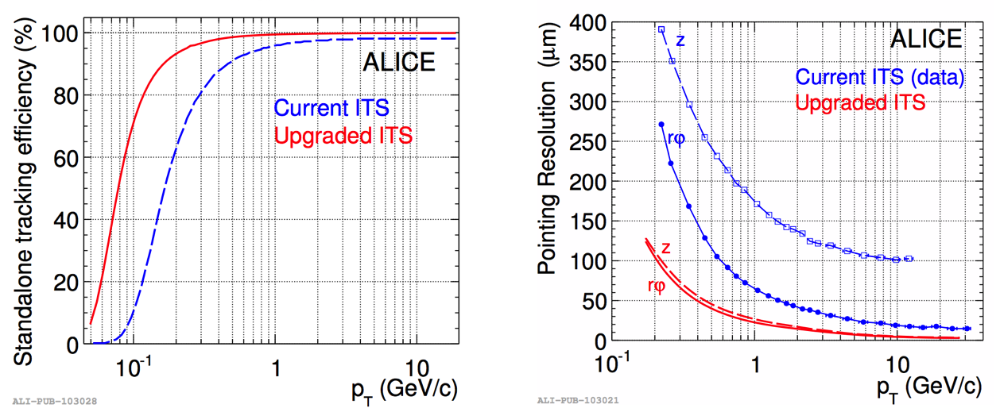 Standalone tracking efficiency (%)
100
80
60
40
20
0
ALICE
Current ITS
Upgraded ITS
10⁻¹
1
10
p_T (GeV/c)
ALI-PUB-103028
Pointing Resolution (μm)
400
350
300
250
200
150
100
50
0
z
ALICE
Current ITS (data)
Upgraded ITS
rφ
z
rφ
10⁻¹
1
10
p_T (GeV/c)
ALI-PUB-103021